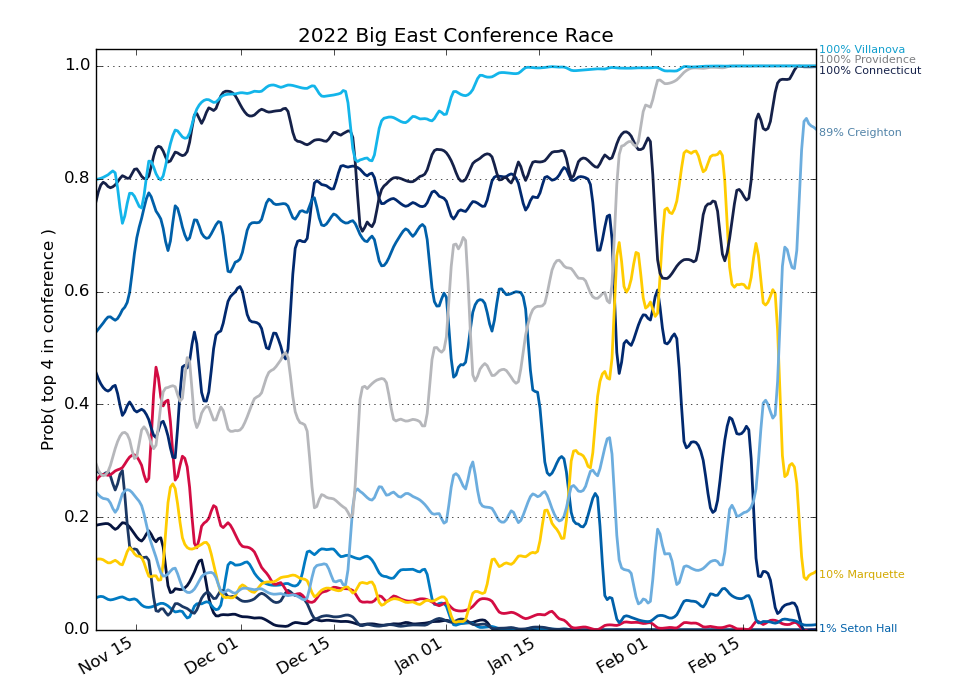 2022 Big East Conference Race
100% Villanova
100% Providence
100% Connecticut
89% Creighton
10% Marquette
1% Seton Hall
Prob( top 4 in conference )
1.0
0.8
0.6
0.4
0.2
0.0
Nov 15
Dec 01
Dec 15
Jan 01
Jan 15
Feb 01
Feb 15